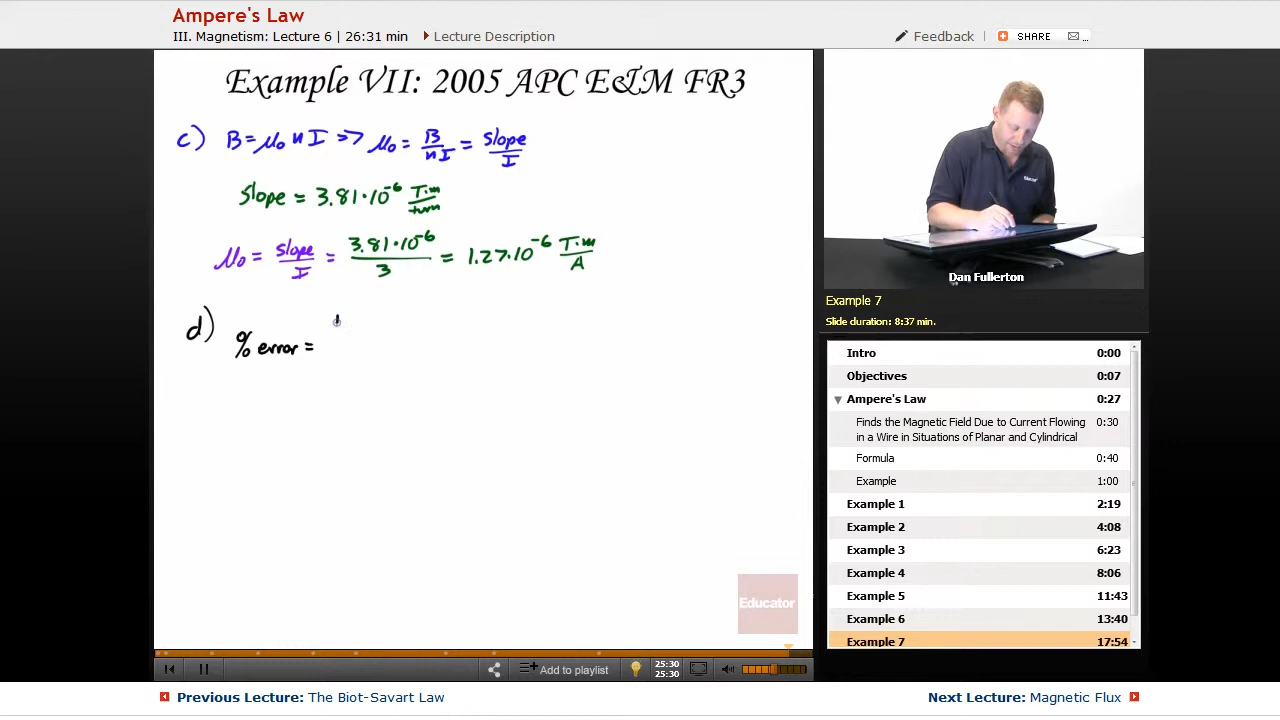 Ampere's Law
III. Magnetism: Lecture 6 | 26:31 min Lecture Description
Feedback
SHARE
Example VII: 2005 APC E&M FR3
c) B = μ₀ n I => μ₀ = B/nI = slope/I
Slope = 3.81·10⁻⁶ T·m/turn
μ₀ = slope/I = 3.81·10⁻⁶/3 = 1.27·10⁻⁶ T·m/A
d) % error =
Educator
Dan Fullerton
Example 7
Slide duration: 8:37 min.
Intro 0:00
Objectives 0:07
Ampere's Law 0:27
Finds the Magnetic Field Due to Current Flowing 0:30
in a Wire in Situations of Planar and Cylindrical
Formula 0:40
Example 1:00
Example 1 2:19
Example 2 4:08
Example 3 6:23
Example 4 8:06
Example 5 11:43
Example 6 13:40
Example 7 17:54
Add to playlist
25:30
25:30
Previous Lecture: The Biot-Savart Law
Next Lecture: Magnetic Flux